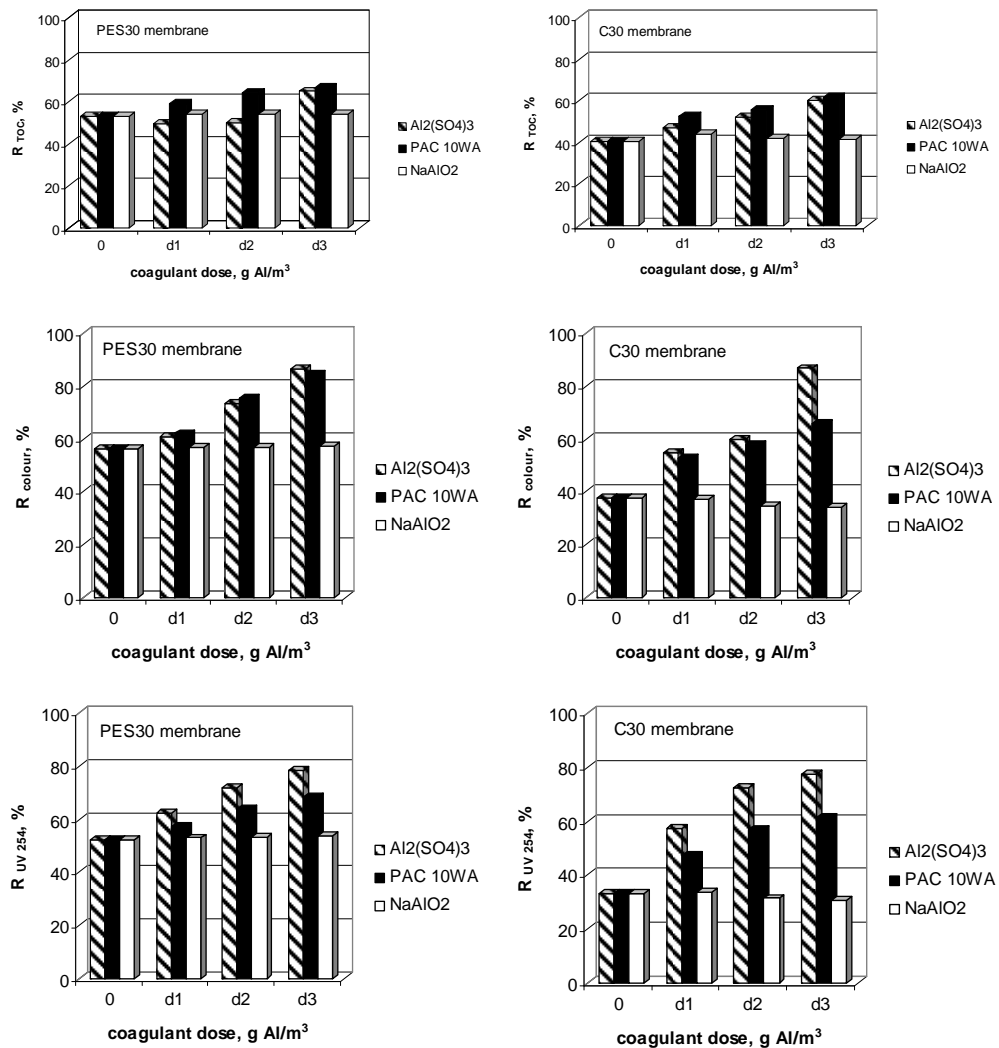 PES30 membrane
100
80
60
40
20
0
R TOC, %
0 d1 d2 d3
coagulant dose, g Al/m³
Al2(SO4)3
PAC 10WA
NaAlO2
C30 membrane
100
80
60
40
20
0
R TOC, %
0 d1 d2 d3
coagulant dose, g Al/m³
Al2(SO4)3
PAC 10WA
NaAlO2
PES30 membrane
100
80
60
40
20
0
R colour, %
0 d1 d2 d3
coagulant dose, g Al/m³
Al2(SO4)3
PAC 10WA
NaAlO2
C30 membrane
100
80
60
40
20
0
R colour, %
0 d1 d2 d3
coagulant dose, g Al/m³
Al2(SO4)3
PAC 10WA
NaAlO2
PES30 membrane
100
80
60
40
20
0
R UV 254, %
0 d1 d2 d3
coagulant dose, g Al/m³
Al2(SO4)3
PAC 10WA
NaAlO2
C30 membrane
100
80
60
40
20
0
R UV 254, %
0 d1 d2 d3
coagulant dose, g Al/m³
Al2(SO4)3
PAC 10WA
NaAlO2